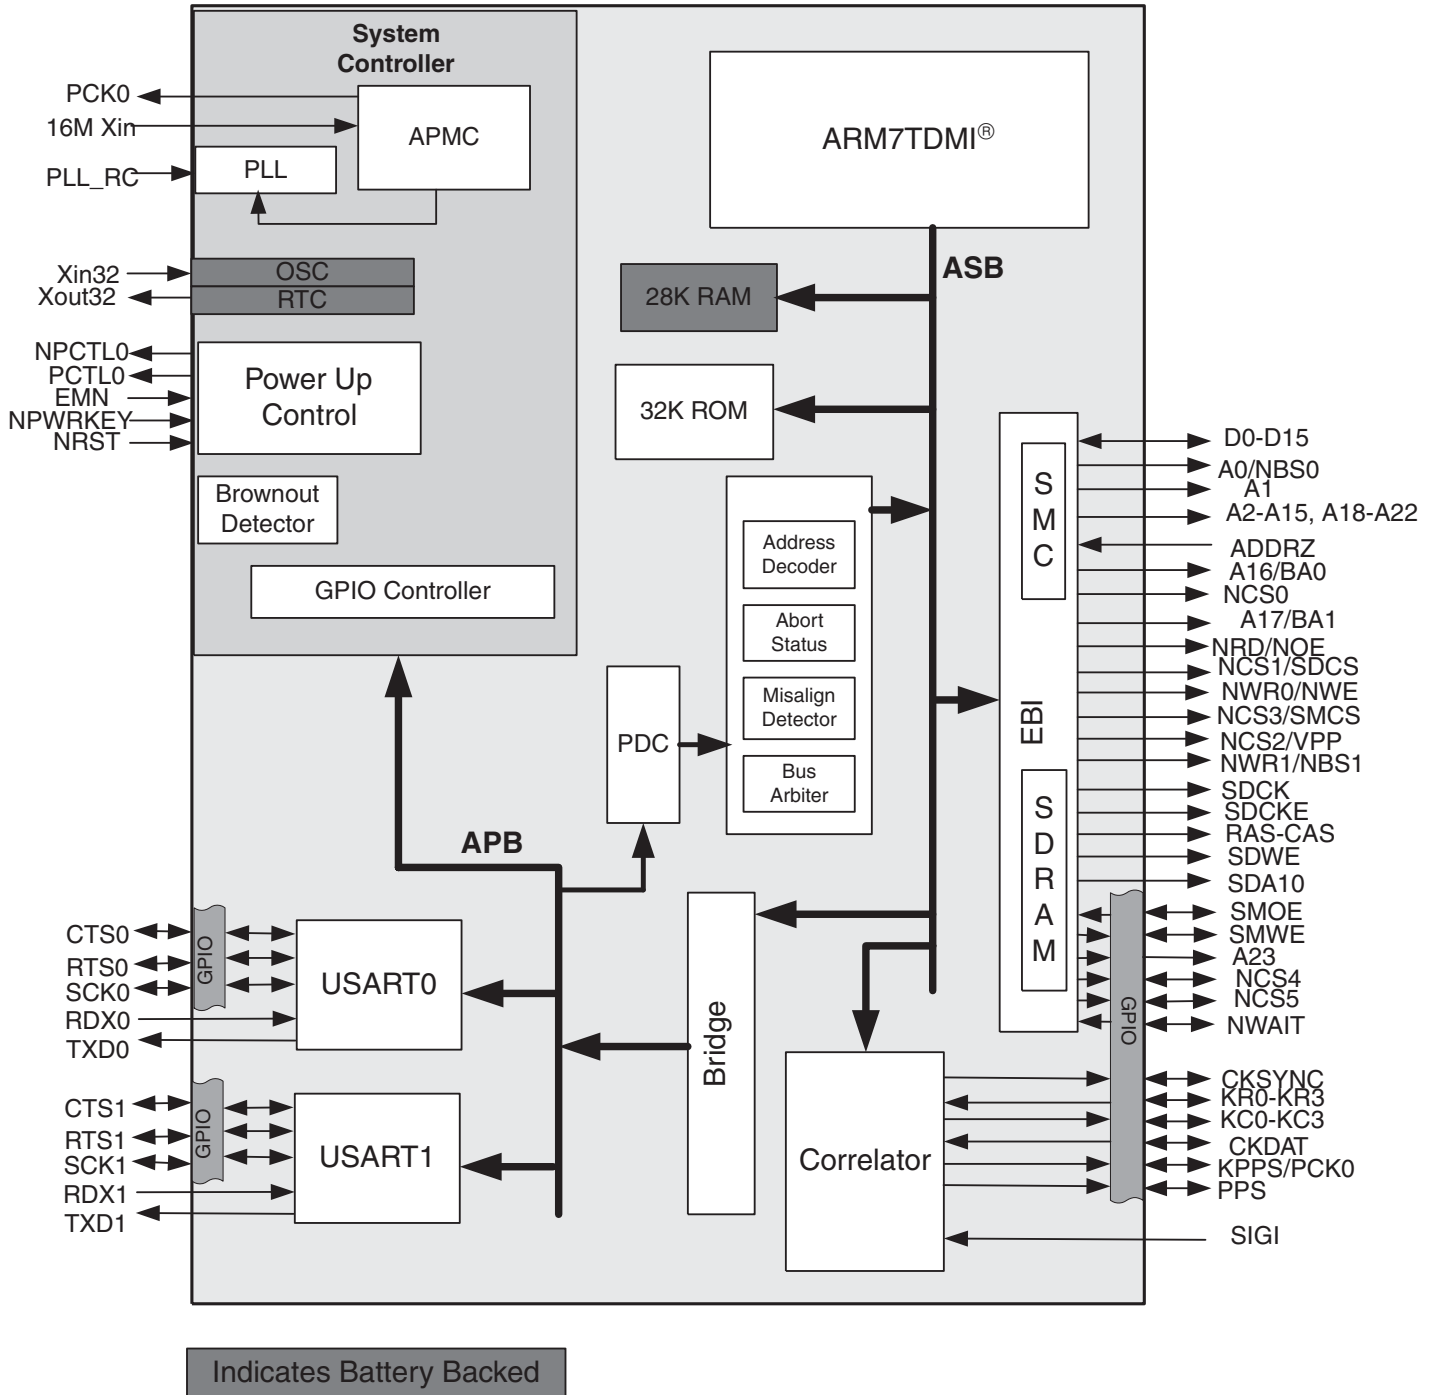 System
Controller
PCK0
16M Xin
PLL_RC
APMC
PLL
Xin32
Xout32
OSC
RTC
NPCTL0
PCTL0
EMN
NPWRKEY
NRST
Power Up
Control
Brownout
Detector
GPIO Controller
ARM7TDMI®
ASB
28K RAM
32K ROM
Address
Decoder
Abort
Status
Misalign
Detector
Bus
Arbiter
PDC
APB
SMC
EBI
SDRAM
D0-D15
A0/NBS0
A1
A2-A15, A18-A22
ADDRZ
A16/BA0
NCS0
A17/BA1
NRD/NOE
NCS1/SDCS
NWR0/NWE
NCS3/SMCS
NCS2/VPP
NWR1/NBS1
SDCK
SDCKE
RAS-CAS
SDWE
SDA10
SMOE
SMWE
A23
NCS4
NCS5
NWAIT
GPIO
CKSYNC
KR0-KR3
KC0-KC3
CKDAT
KPPS/PCK0
PPS
SIGI
CTS0
RTS0
SCK0
RDX0
TXD0
GPIO
USART0
CTS1
RTS1
SCK1
RDX1
TXD1
GPIO
USART1
Bridge
Correlator
Indicates Battery Backed